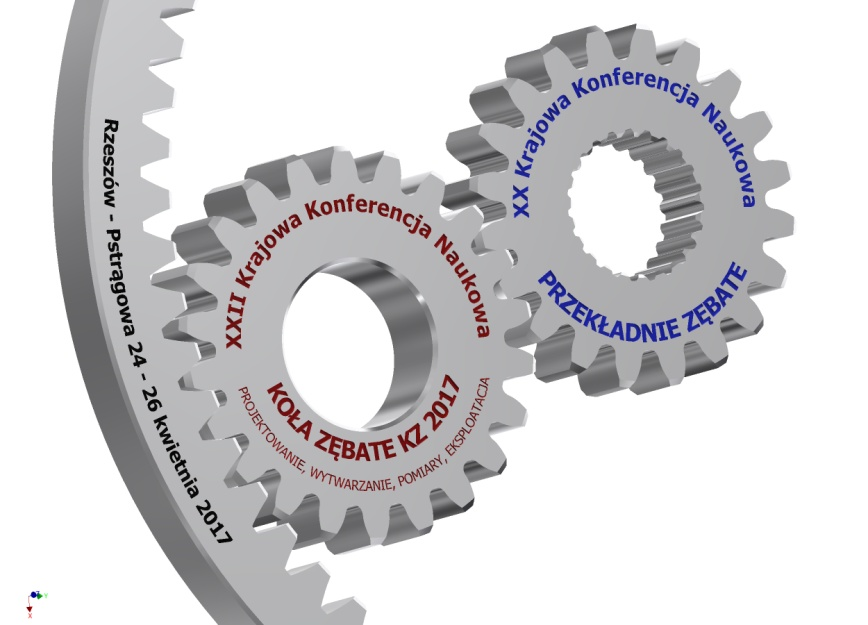 Rzeszów - Pstrągowa 24 - 26 kwietnia 2017
XXII Krajowa Konferencja Naukowa
KOŁA ZĘBATE KZ 2017
PROJEKTOWANIE, WYTWARZANIE, POMIARY, EKSPLOATACJA
XX Krajowa Konferencja Naukowa
PRZEKŁADNIE ZĘBATE
X
Y